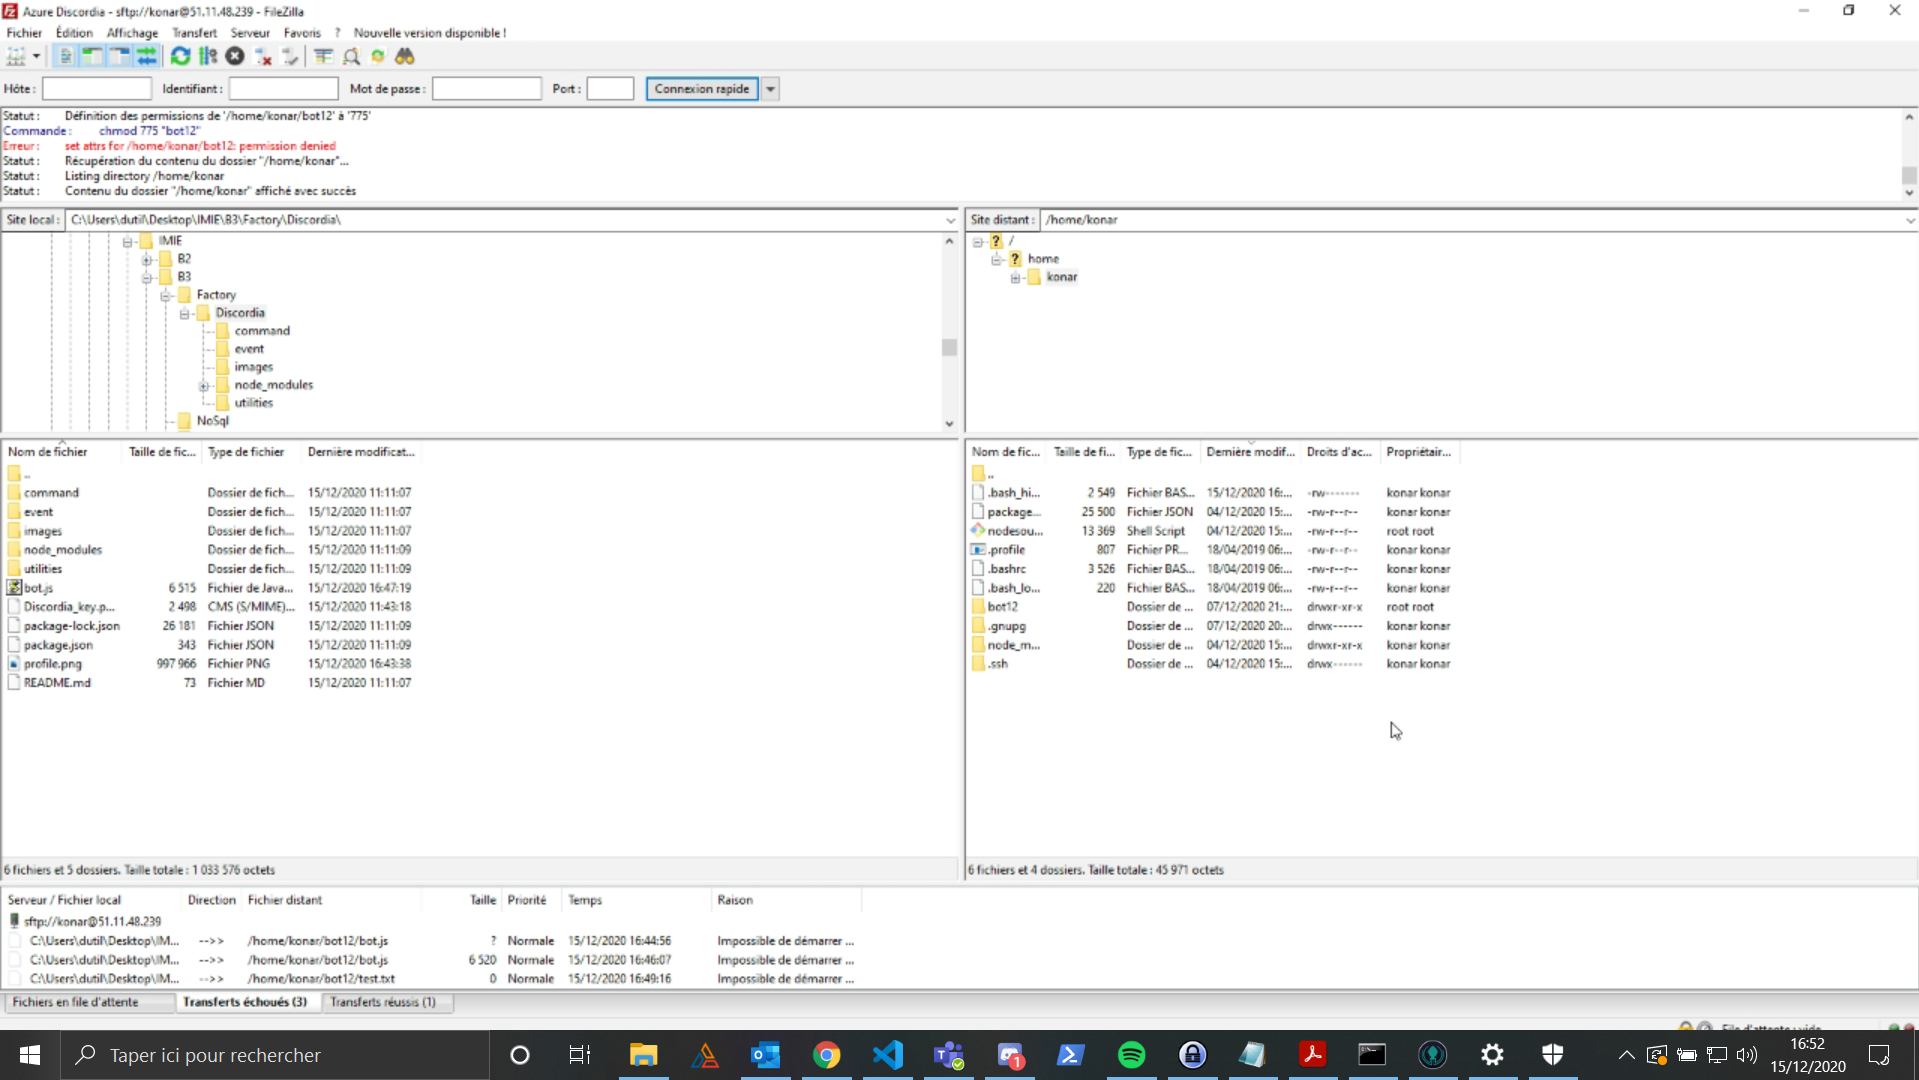 Azure Discordia - sftp://konar@51.11.48.239 - FileZilla
Fichier Édition Affichage Transfert Serveur Favoris ? Nouvelle version disponible !
Hôte : Identifiant : Mot de passe : Port : Connexion rapide
Statut : Définition des permissions de '/home/konar/bot12' à '775'
Commande : chmod 775 "bot12"
Erreur : set attrs for /home/konar/bot12: permission denied
Statut : Récupération du contenu du dossier "/home/konar"...
Statut : Listing directory /home/konar
Statut : Contenu du dossier "/home/konar" affiché avec succès
Site local : C:\Users\dutil\Desktop\IMIE\B3\Factory\Discordia\
IMIE
B2
B3
Factory
Discordia
command
event
images
node_modules
utilities
NoSql
Site distant : /home/konar
/
home
konar
Nom de fichier Taille de fic... Type de fichier Dernière modificat...
..
command Dossier de fich... 15/12/2020 11:11:07
event Dossier de fich... 15/12/2020 11:11:07
images Dossier de fich... 15/12/2020 11:11:07
node_modules Dossier de fich... 15/12/2020 11:11:09
utilities Dossier de fich... 15/12/2020 11:11:09
bot.js 6 515 Fichier de Java... 15/12/2020 16:47:19
Discordia_key.p... 2 498 CMS (S/MIME)... 15/12/2020 11:43:18
package-lock.json 26 181 Fichier JSON 15/12/2020 11:11:09
package.json 343 Fichier JSON 15/12/2020 11:11:09
profile.png 997 966 Fichier PNG 15/12/2020 16:43:38
README.md 73 Fichier MD 15/12/2020 11:11:07
6 fichiers et 5 dossiers. Taille totale : 1 033 576 octets
Nom de fic... Taille de fi... Type de fic... Dernière modif... Droits d'ac... Propriétair...
..
.bash_hi... 2 549 Fichier BAS... 15/12/2020 16:... -rw------- konar konar
package... 25 500 Fichier JSON 04/12/2020 15:... -rw-r--r-- konar konar
nodesou... 13 369 Shell Script 04/12/2020 15:... -rw-r--r-- root root
.profile 807 Fichier PR... 18/04/2019 06:... -rw-r--r-- konar konar
.bashrc 3 526 Fichier BAS... 18/04/2019 06:... -rw-r--r-- konar konar
.bash_lo... 220 Fichier BAS... 18/04/2019 06:... -rw-r--r-- konar konar
bot12 Dossier de ... 07/12/2020 21:... drwxr-xr-x root root
.gnupg Dossier de ... 07/12/2020 20:... drwx------ konar konar
node_m... Dossier de ... 04/12/2020 15:... drwxr-xr-x konar konar
.ssh Dossier de ... 04/12/2020 15:... drwx------ konar konar
6 fichiers et 4 dossiers. Taille totale : 45 971 octets
Serveur / Fichier local Direction Fichier distant Taille Priorité Temps Raison
sftp://konar@51.11.48.239
C:\Users\dutil\Desktop\IM... -->> /home/konar/bot12/bot.js ? Normale 15/12/2020 16:44:56 Impossible de démarrer ...
C:\Users\dutil\Desktop\IM... -->> /home/konar/bot12/bot.js 6 520 Normale 15/12/2020 16:46:07 Impossible de démarrer ...
C:\Users\dutil\Desktop\IM... -->> /home/konar/bot12/test.txt 0 Normale 15/12/2020 16:49:16 Impossible de démarrer ...
Fichiers en file d'attente Transferts échoués (3) Transferts réussis (1)
File d'attente : vide
Taper ici pour rechercher
16:52
15/12/2020